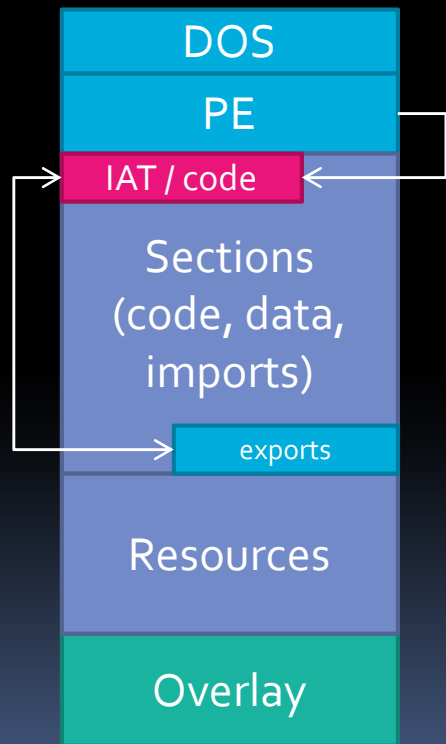 DOS
PE
IAT / code
Sections
(code, data,
imports)
exports
Resources
Overlay